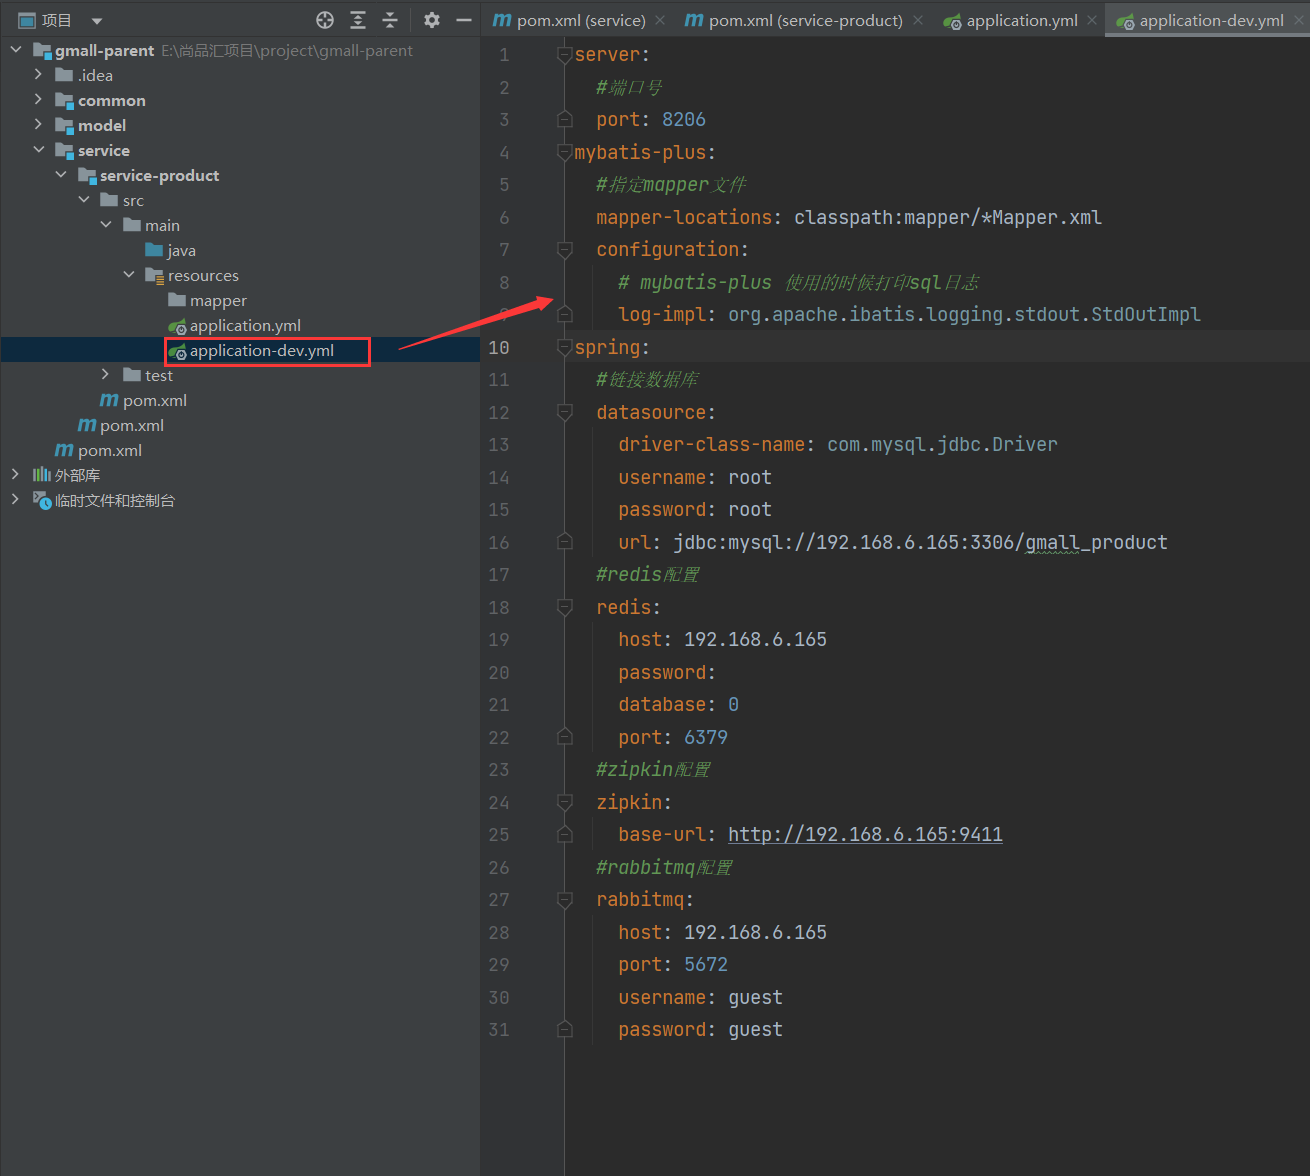 项目
gmall-parent E:\尚品汇项目\project\gmall-parent
.idea
common
model
service
service-product
src
main
java
resources
mapper
application.yml
application-dev.yml
test
pom.xml
pom.xml
pom.xml
外部库
临时文件和控制台
pom.xml (service) pom.xml (service-product) application.yml application-dev.yml
1 server:
2 #端口号
3 port: 8206
4 mybatis-plus:
5 #指定mapper文件
6 mapper-locations: classpath:mapper/*Mapper.xml
7 configuration:
8 # mybatis-plus 使用的时候打印sql日志
9 log-impl: org.apache.ibatis.logging.stdout.StdOutImpl
10 spring:
11 #链接数据库
12 datasource:
13 driver-class-name: com.mysql.jdbc.Driver
14 username: root
15 password: root
16 url: jdbc:mysql://192.168.6.165:3306/gmall_product
17 #redis配置
18 redis:
19 host: 192.168.6.165
20 password:
21 database: 0
22 port: 6379
23 #zipkin配置
24 zipkin:
25 base-url: http://192.168.6.165:9411
26 #rabbitmq配置
27 rabbitmq:
28 host: 192.168.6.165
29 port: 5672
30 username: guest
31 password: guest